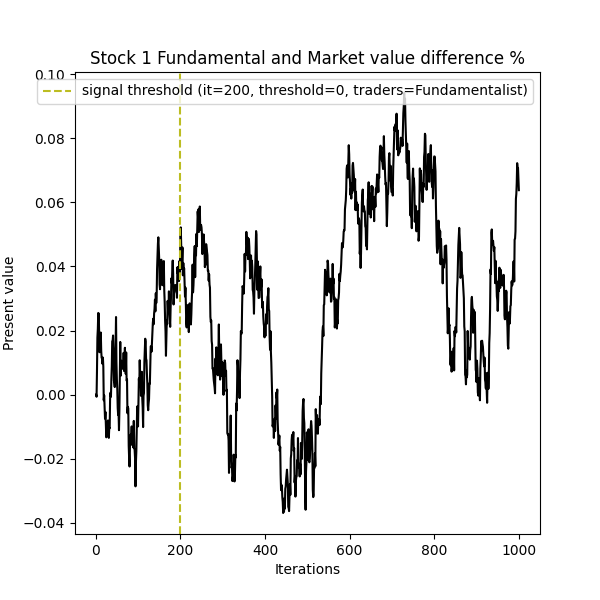 Stock 1 Fundamental and Market value difference %
signal threshold (it=200, threshold=0, traders=Fundamentalist)
Present value
0.10
0.08
0.06
0.04
0.02
0.00
−0.02
−0.04
0 200 400 600 800 1000
Iterations